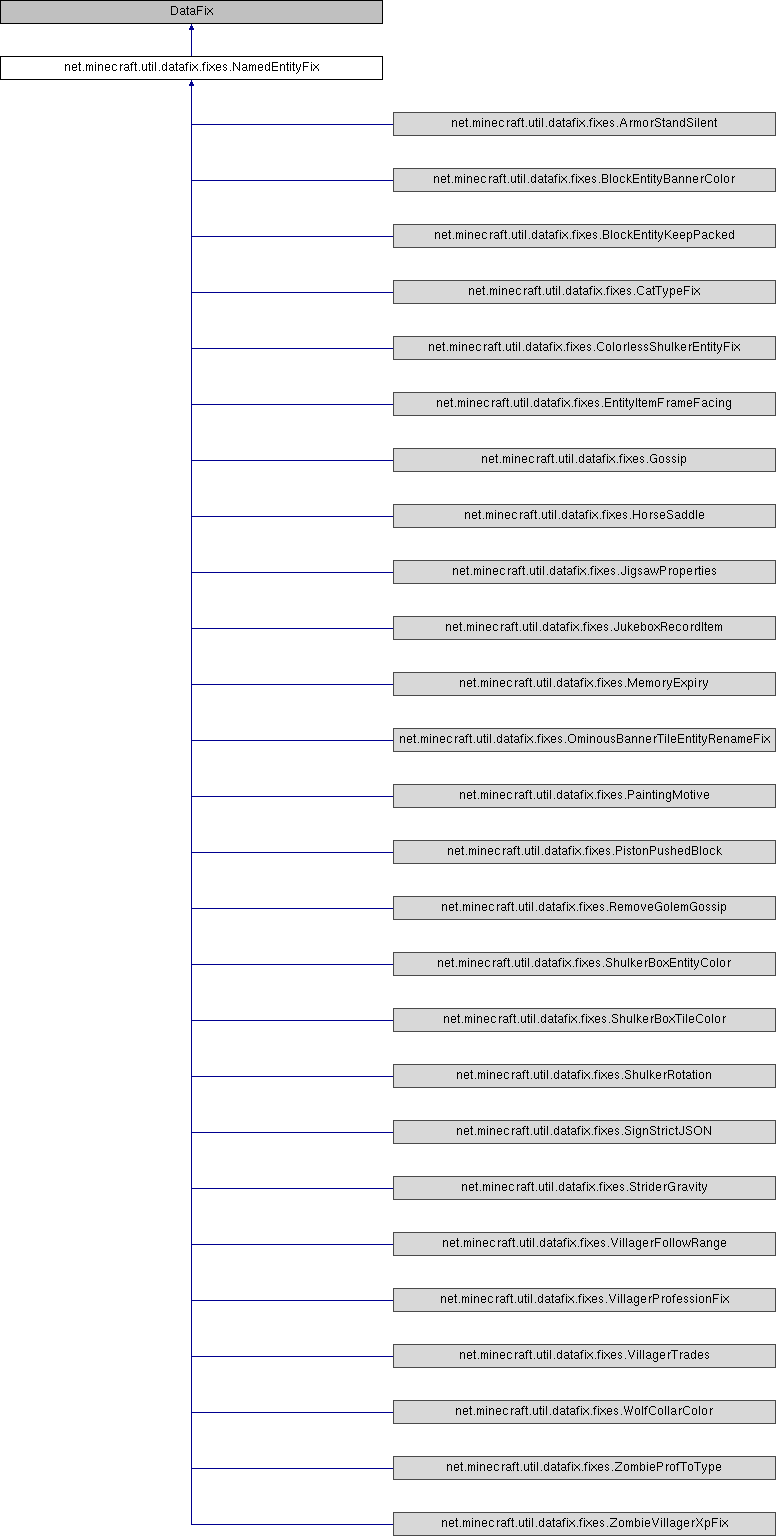 DataFix
net.minecraft.util.datafix.fixes.NamedEntityFix
net.minecraft.util.datafix.fixes.ArmorStandSilent
net.minecraft.util.datafix.fixes.BlockEntityBannerColor
net.minecraft.util.datafix.fixes.BlockEntityKeepPacked
net.minecraft.util.datafix.fixes.CatTypeFix
net.minecraft.util.datafix.fixes.ColorlessShulkerEntityFix
net.minecraft.util.datafix.fixes.EntityItemFrameFacing
net.minecraft.util.datafix.fixes.Gossip
net.minecraft.util.datafix.fixes.HorseSaddle
net.minecraft.util.datafix.fixes.JigsawProperties
net.minecraft.util.datafix.fixes.JukeboxRecordItem
net.minecraft.util.datafix.fixes.MemoryExpiry
net.minecraft.util.datafix.fixes.OminousBannerTileEntityRenameFix
net.minecraft.util.datafix.fixes.PaintingMotive
net.minecraft.util.datafix.fixes.PistonPushedBlock
net.minecraft.util.datafix.fixes.RemoveGolemGossip
net.minecraft.util.datafix.fixes.ShulkerBoxEntityColor
net.minecraft.util.datafix.fixes.ShulkerBoxTileColor
net.minecraft.util.datafix.fixes.ShulkerRotation
net.minecraft.util.datafix.fixes.SignStrictJSON
net.minecraft.util.datafix.fixes.StriderGravity
net.minecraft.util.datafix.fixes.VillagerFollowRange
net.minecraft.util.datafix.fixes.VillagerProfessionFix
net.minecraft.util.datafix.fixes.VillagerTrades
net.minecraft.util.datafix.fixes.WolfCollarColor
net.minecraft.util.datafix.fixes.ZombieProfToType
net.minecraft.util.datafix.fixes.ZombieVillagerXpFix